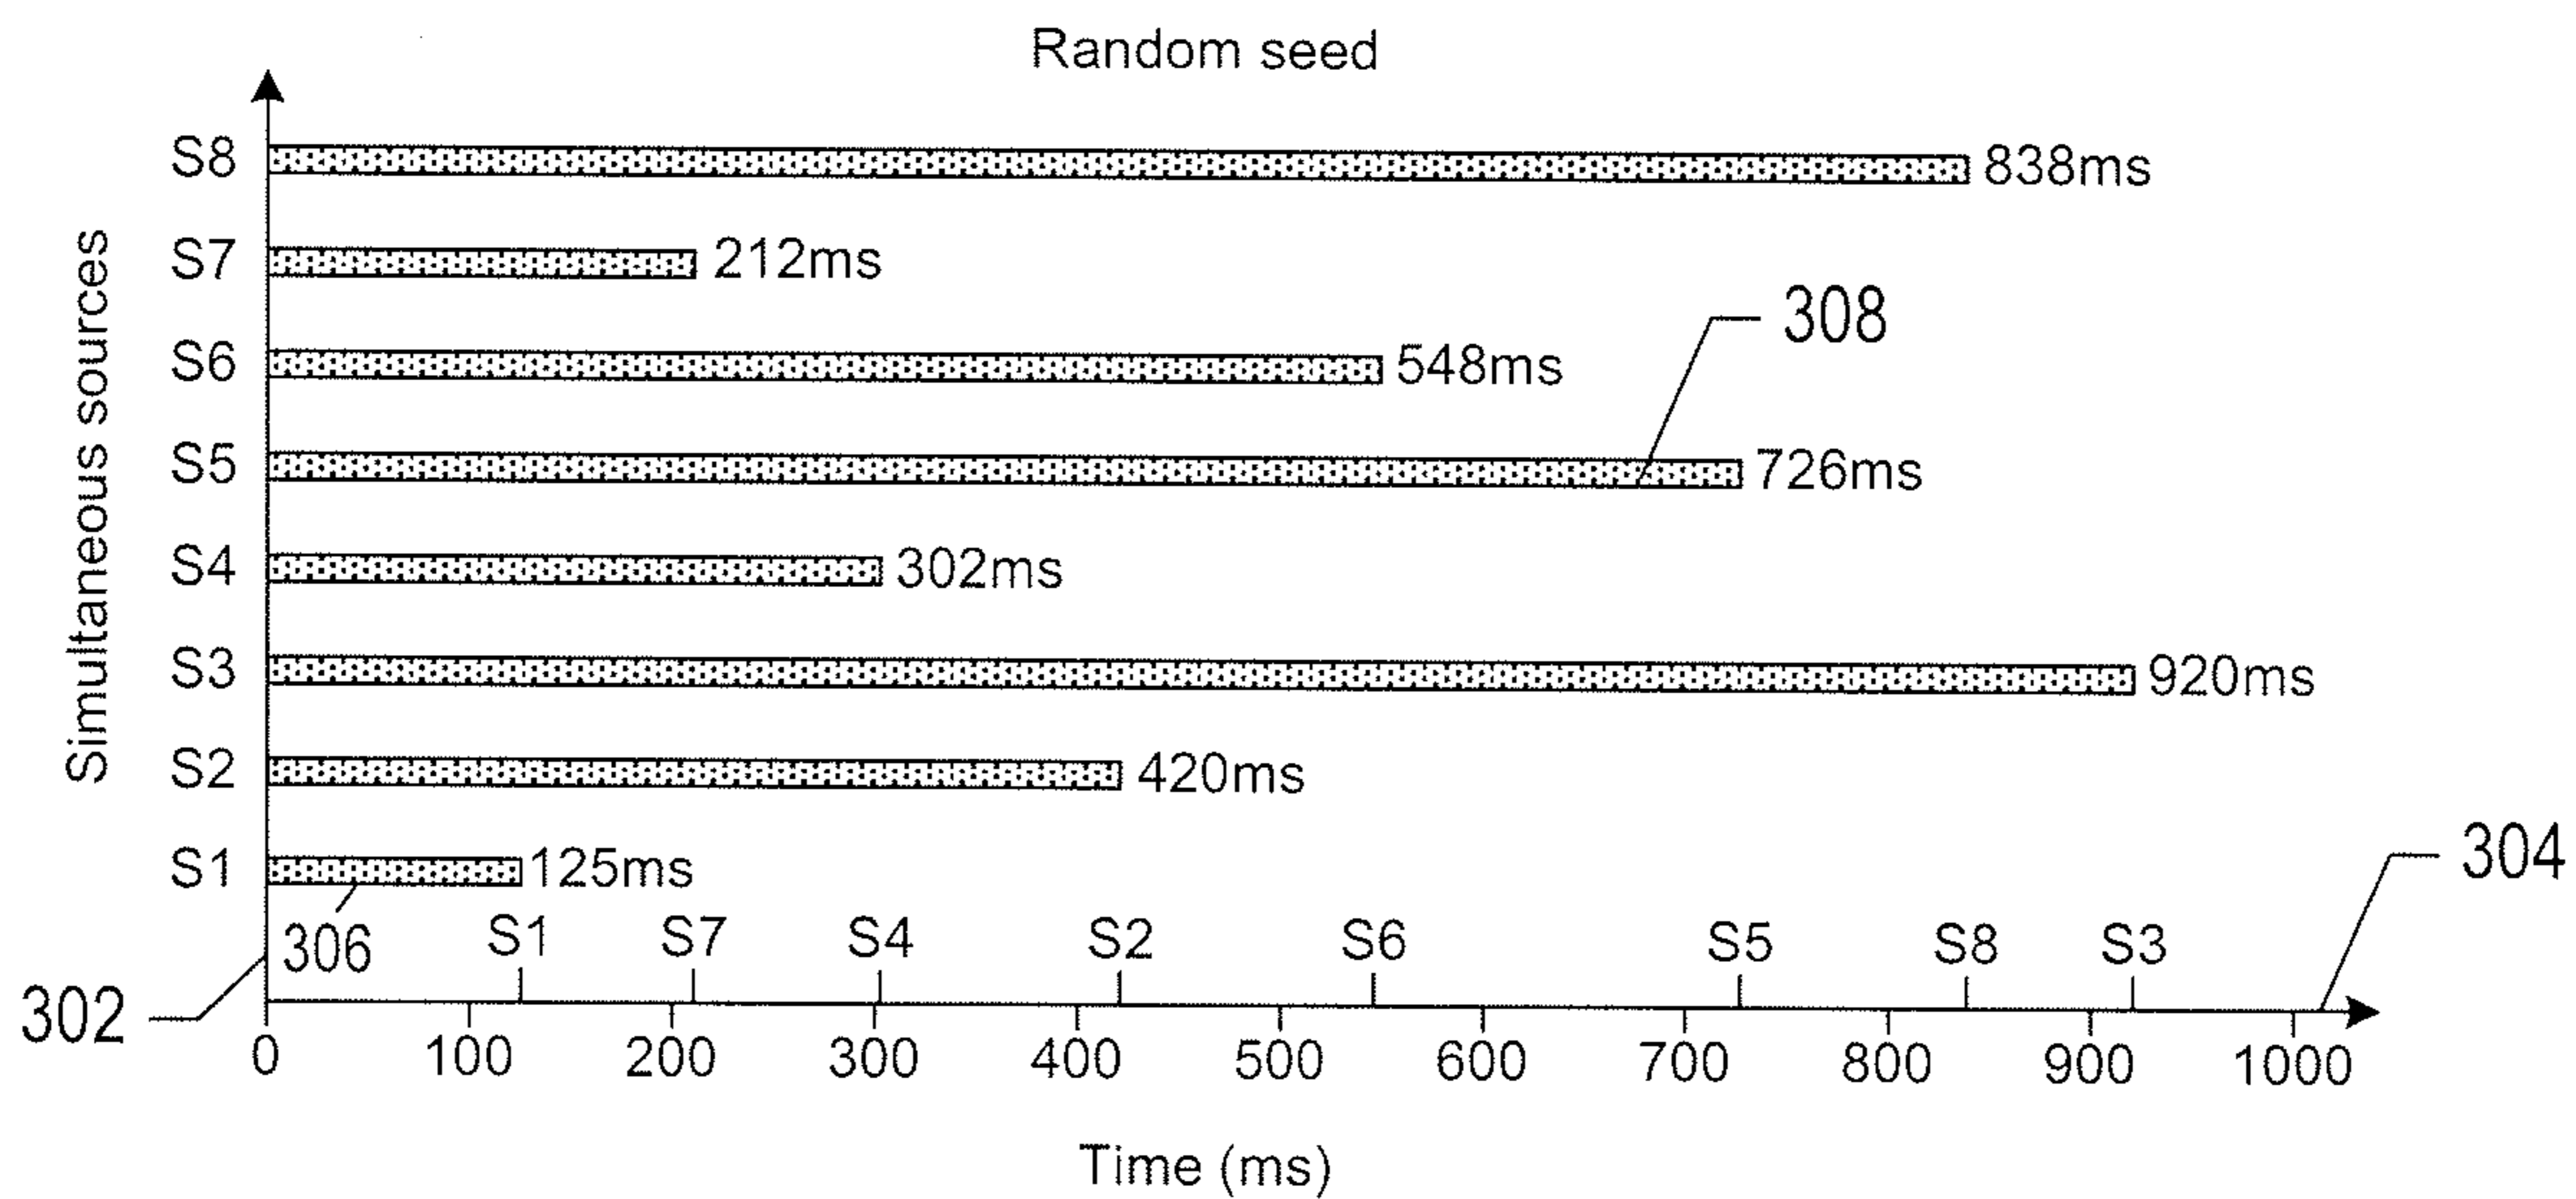 Random seed
Simultaneous sources
S8 838ms
S7 212ms
308
S6 548ms
S5 726ms
S4 302ms
S3 920ms
S2 420ms
S1 125ms
304
306 S1 S7 S4 S2 S6 S5 S8 S3
302
0 100 200 300 400 500 600 700 800 900 1000
Time (ms)